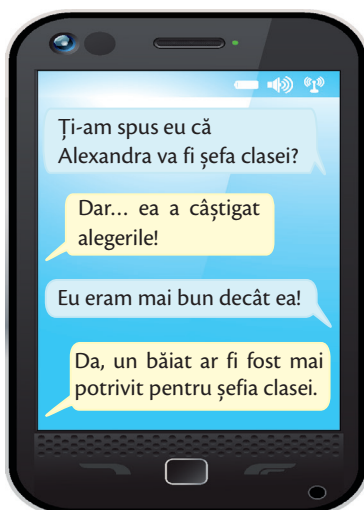 Ți-am spus eu că
Alexandra va fi șefa clasei?
Dar... ea a câștigat
alegerile!
Eu eram mai bun decât ea!
Da, un băiat ar fi fost mai
potrivit pentru șefia clasei.